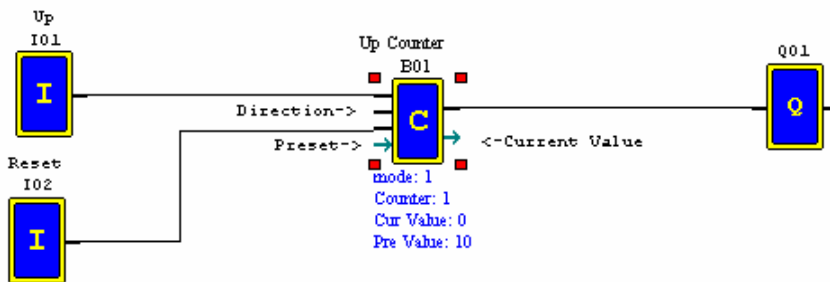 Up
I01
I
Up Counter
B01
C
Direction->
Preset->
<-Current Value
Q01
Q
Reset
I02
I
mode: 1
Counter: 1
Cur Value: 0
Pre Value: 10